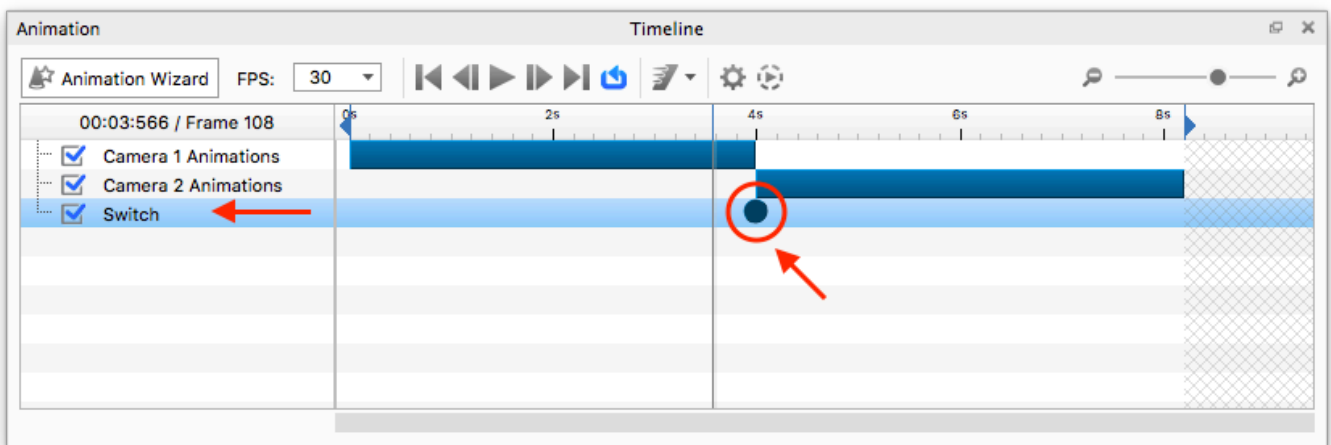 Animation Timeline
Animation Wizard FPS: 30
00:03:566 / Frame 108 0s 2s 4s 6s 8s
Camera 1 Animations
Camera 2 Animations
Switch